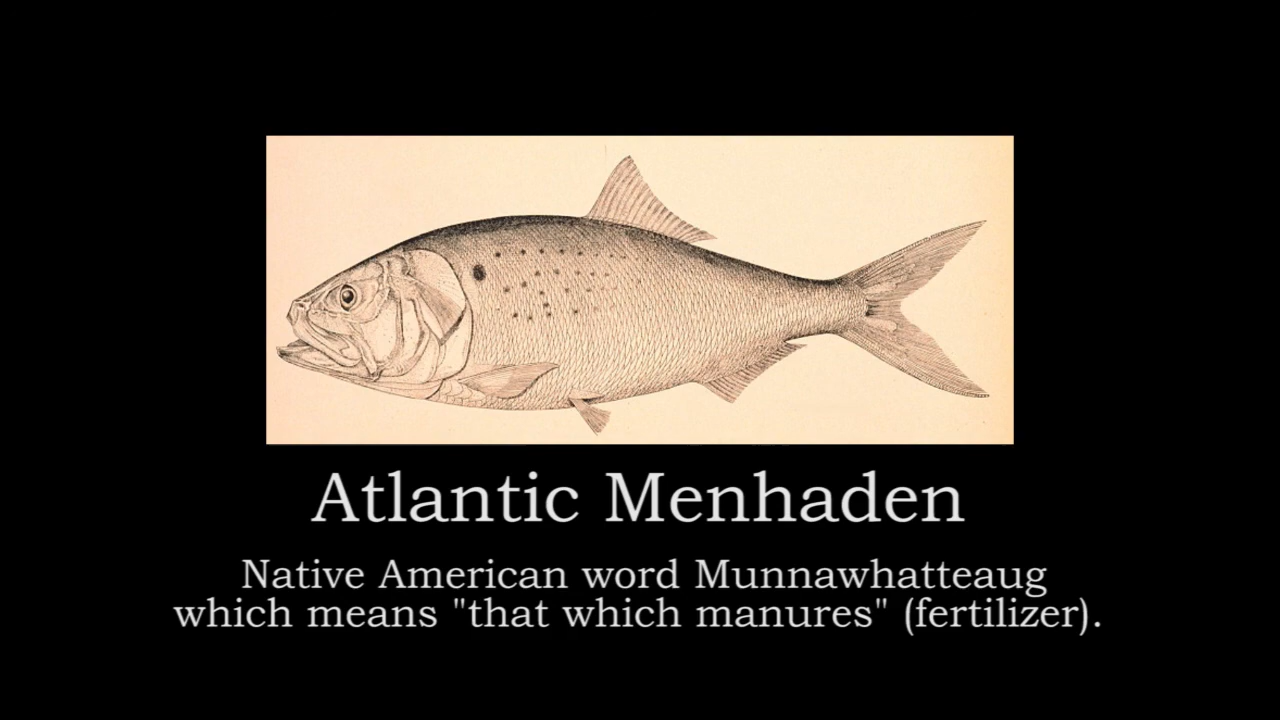 Atlantic Menhaden
Native American word Munnawhatteaug
which means "that which manures" (fertilizer).